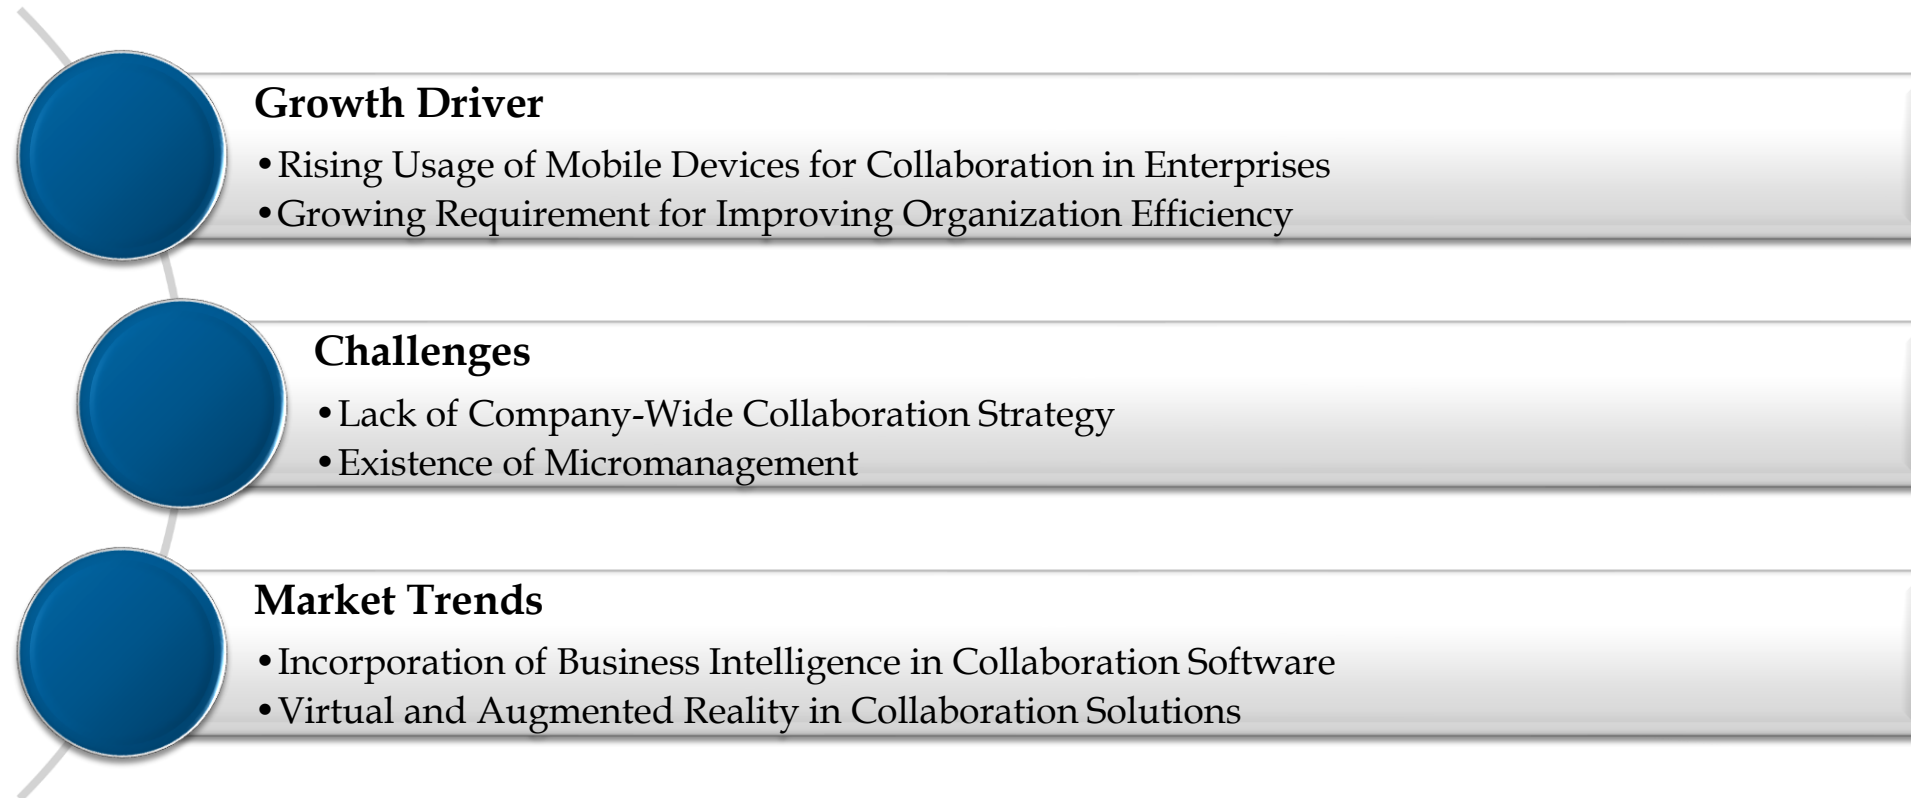 Growth Driver
•Rising Usage of Mobile Devices for Collaboration in Enterprises
•Growing Requirement for Improving Organization Efficiency
Challenges
•Lack of Company-Wide Collaboration Strategy
•Existence of Micromanagement
Market Trends
•Incorporation of Business Intelligence in Collaboration Software
•Virtual and Augmented Reality in Collaboration Solutions